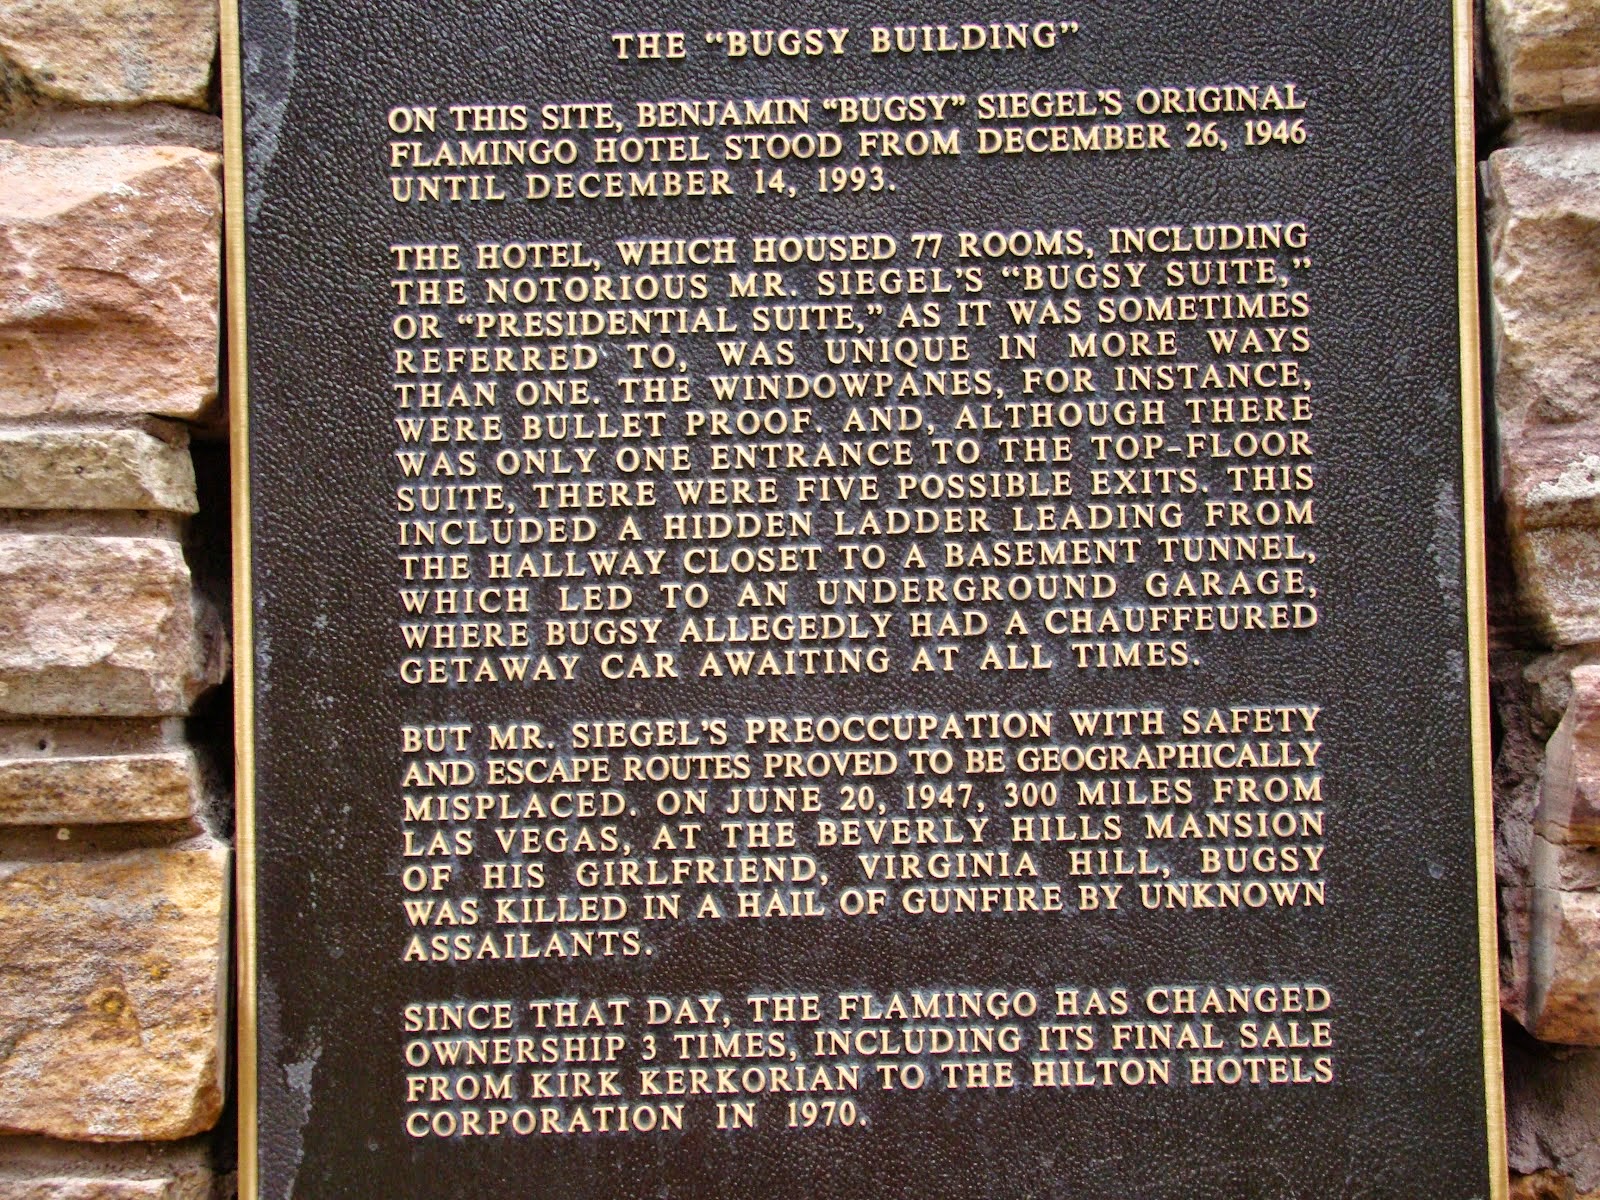 THE “BUGSY BUILDING”
ON THIS SITE, BENJAMIN “BUGSY” SIEGEL’S ORIGINAL
FLAMINGO HOTEL STOOD FROM DECEMBER 26, 1946
UNTIL DECEMBER 14, 1993.
THE HOTEL, WHICH HOUSED 77 ROOMS, INCLUDING
THE NOTORIOUS MR. SIEGEL’S “BUGSY SUITE,”
OR “PRESIDENTIAL SUITE,” AS IT WAS SOMETIMES
REFERRED TO, WAS UNIQUE IN MORE WAYS
THAN ONE. THE WINDOWPANES, FOR INSTANCE,
WERE BULLET PROOF. AND, ALTHOUGH THERE
WAS ONLY ONE ENTRANCE TO THE TOP-FLOOR
SUITE, THERE WERE FIVE POSSIBLE EXITS. THIS
INCLUDED A HIDDEN LADDER LEADING FROM
THE HALLWAY CLOSET TO A BASEMENT TUNNEL,
WHICH LED TO AN UNDERGROUND GARAGE,
WHERE BUGSY ALLEGEDLY HAD A CHAUFFEURED
GETAWAY CAR AWAITING AT ALL TIMES.
BUT MR. SIEGEL’S PREOCCUPATION WITH SAFETY
AND ESCAPE ROUTES PROVED TO BE GEOGRAPHICALLY
MISPLACED. ON JUNE 20, 1947, 300 MILES FROM
LAS VEGAS, AT THE BEVERLY HILLS MANSION
OF HIS GIRLFRIEND, VIRGINIA HILL, BUGSY
WAS KILLED IN A HAIL OF GUNFIRE BY UNKNOWN
ASSAILANTS.
SINCE THAT DAY, THE FLAMINGO HAS CHANGED
OWNERSHIP 3 TIMES, INCLUDING ITS FINAL SALE
FROM KIRK KERKORIAN TO THE HILTON HOTELS
CORPORATION IN 1970.